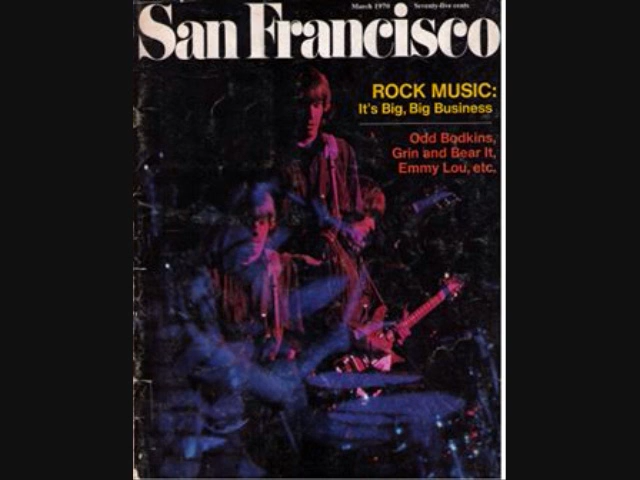 March 1970 Seventy-five cents
San Francisco
ROCK MUSIC:
It's Big, Big Business
Odd Bodkins,
Grin and Bear It,
Emmy Lou, etc.